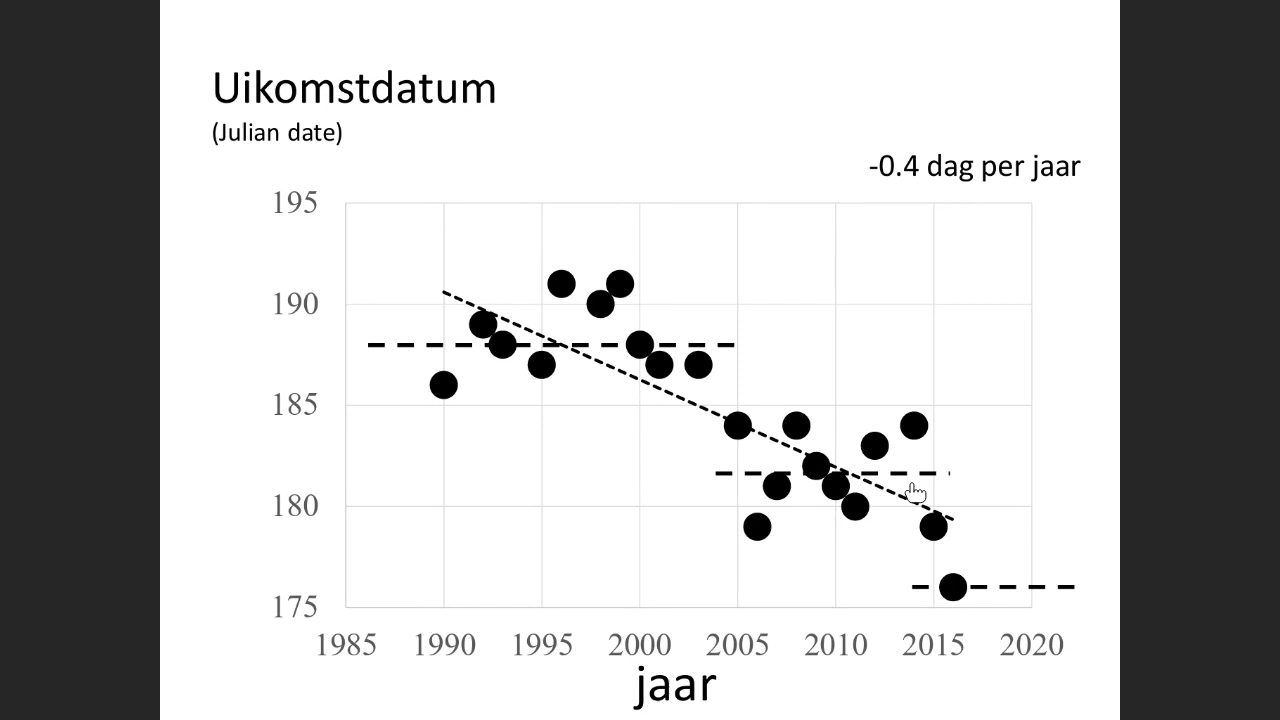 Uikomstdatum
(Julian date)
-0.4 dag per jaar
195
190
185
180
175
1985 1990 1995 2000 2005 2010 2015 2020
jaar